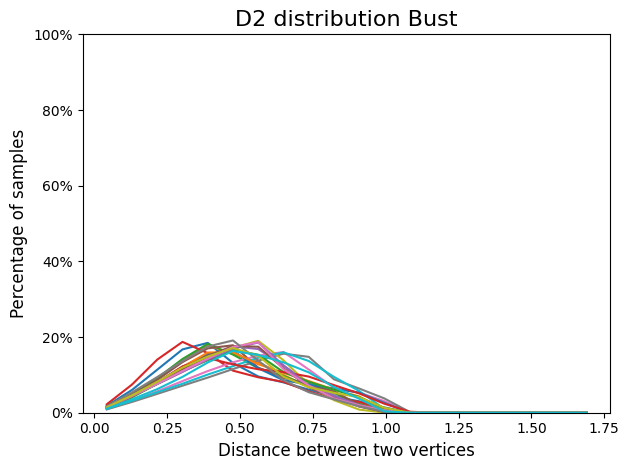 D2 distribution Bust
100%
80%
60%
40%
20%
0%
Percentage of samples
0.00 0.25 0.50 0.75 1.00 1.25 1.50 1.75
Distance between two vertices